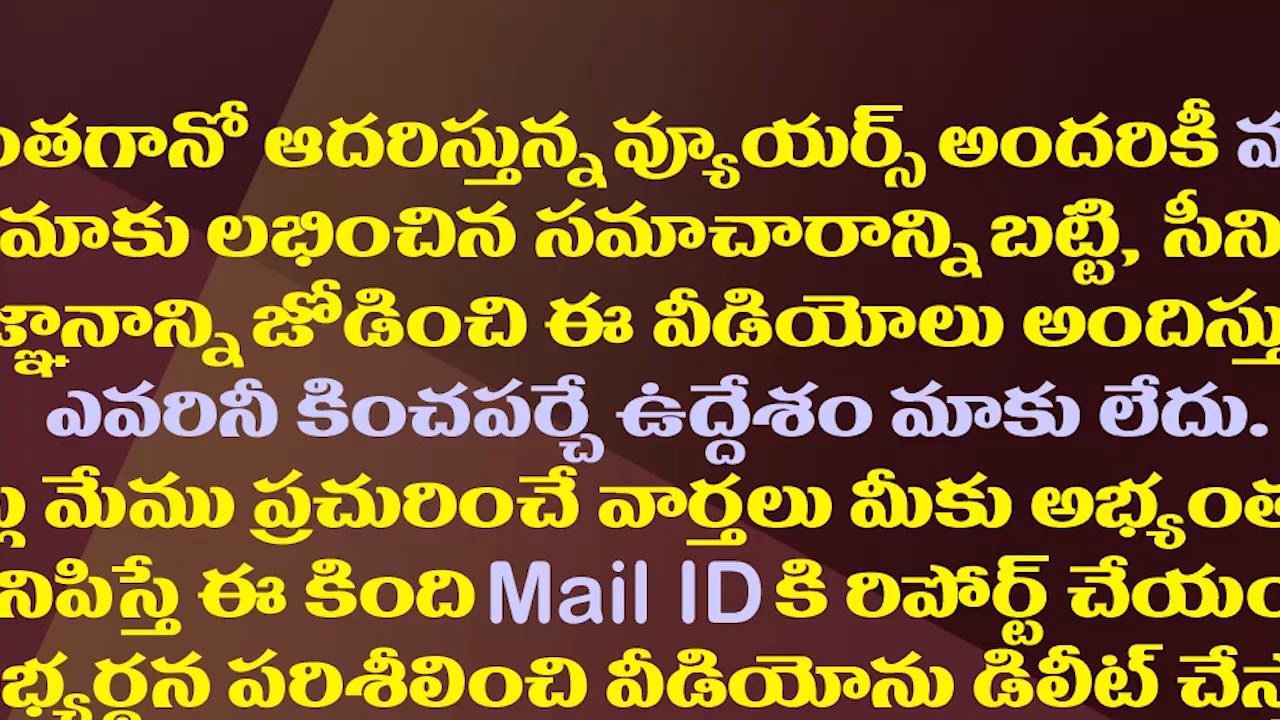 ంతగానో ఆదరిస్తున్న వ్యూయర్స్ అందరికీ
మాకు లభించిన సమాచారాన్ని బట్టి, సీని
జ్ఞానాన్ని జోడించి ఈ వీడియోలు అందిస్తు
ఎవరినీ కించపర్చే ఉద్దేశం మాకు లేదు.
మేము ప్రచురించే వార్తలు మీకు అభ్యంత
నిపిస్తే ఈ కింది Mail ID కి రిపోర్ట్ చేయం
భ్యర్ధన పరిశీలించి వీడియోను డిలీట్ చేస